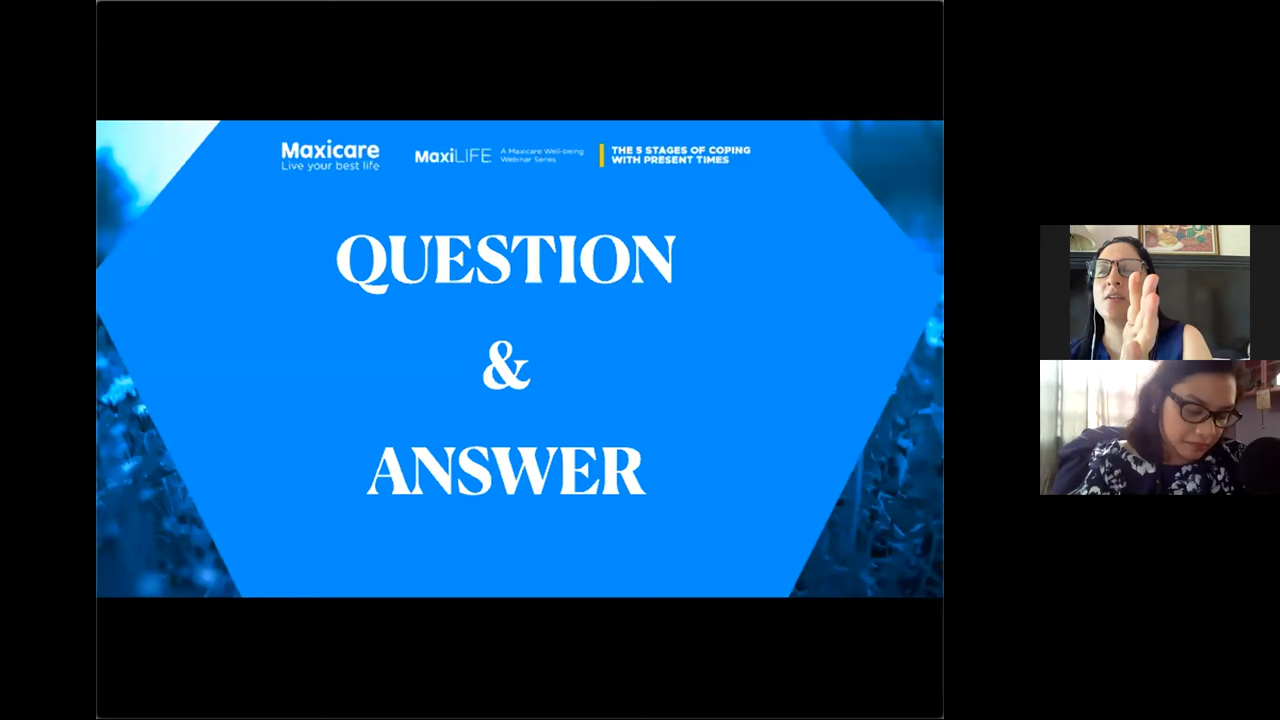 Maxicare
Live your best life
MaxiLIFE
A Maxicare Well-being
Webinar Series
THE 5 STAGES OF COPING
WITH PRESENT TIMES
QUESTION
&
ANSWER